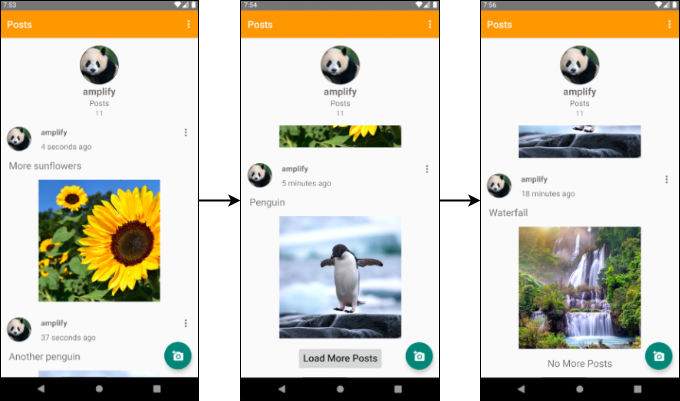 7:53
Posts
amplify
Posts
11
amplify
4 seconds ago
More sunflowers
amplify
37 seconds ago
Another penguin
7:54
Posts
amplify
Posts
11
amplify
5 minutes ago
Penguin
Load More Posts
7:56
Posts
amplify
Posts
11
amplify
18 minutes ago
Waterfall
No More Posts